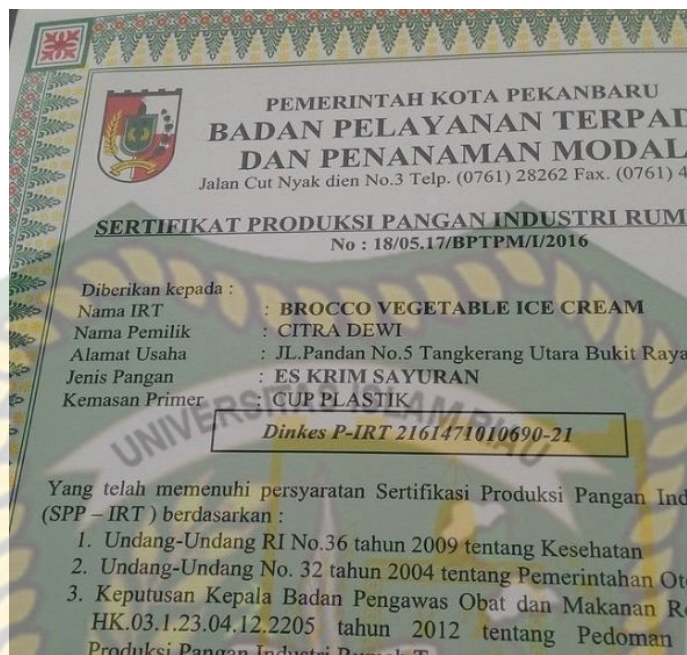 PEMERINTAH KOTA PEKANBARU
BADAN PELAYANAN TERPAD
DAN PENANAMAN MODAL
Jalan Cut Nyak dien No.3 Telp. (0761) 28262 Fax. (0761) 4
SERTIFIKAT PRODUKSI PANGAN INDUSTRI RUM
No : 18/05.17/BPTPM/I/2016
Diberikan kepada :
Nama IRT : BROCCO VEGETABLE ICE CREAM
Nama Pemilik : CITRA DEWI
Alamat Usaha : JL.Pandan No.5 Tangkerang Utara Bukit Raya
Jenis Pangan : ES KRIM SAYURAN
Kemasan Primer : CUP PLASTIK
UNIVERSITAS ISLAM RIAU
Dinkes P-IRT 2161471010690-21
Yang telah memenuhi persyaratan Sertifikasi Produksi Pangan Ind
(SPP – IRT ) berdasarkan :
1. Undang-Undang RI No.36 tahun 2009 tentang Kesehatan
2. Undang-Undang No. 32 tahun 2004 tentang Pemerintahan Oto
3. Keputusan Kepala Badan Pengawas Obat dan Makanan Re
HK.03.1.23.04.12.2205 tahun 2012 tentang Pedoman
Produksi Pangan Industri Rumah T